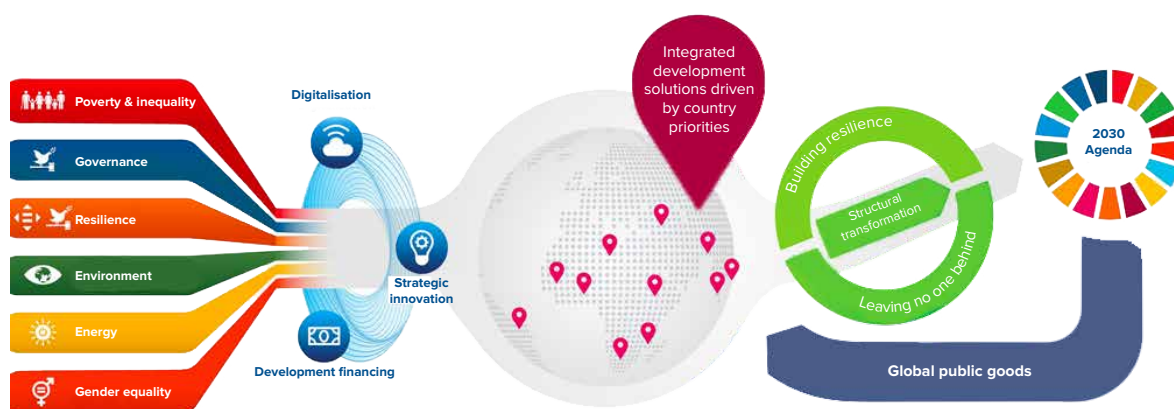 Poverty & inequality
Governance
Resilience
Environment
Energy
Gender equality
Digitalisation
Strategic
innovation
Development financing
Integrated
development
solutions driven
by country
priorities
Building resilience
Structural
transformation
Leaving no one behind
2030
Agenda
Global public goods